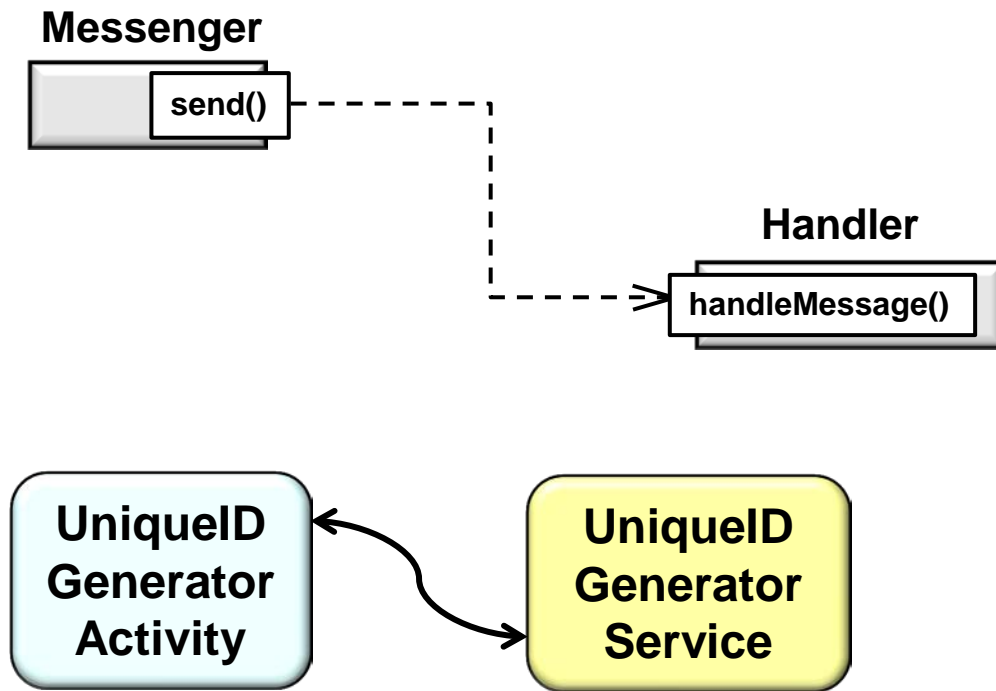 Messenger
send()
Handler
handleMessage()
UniqueID
Generator
Activity
UniqueID
Generator
Service